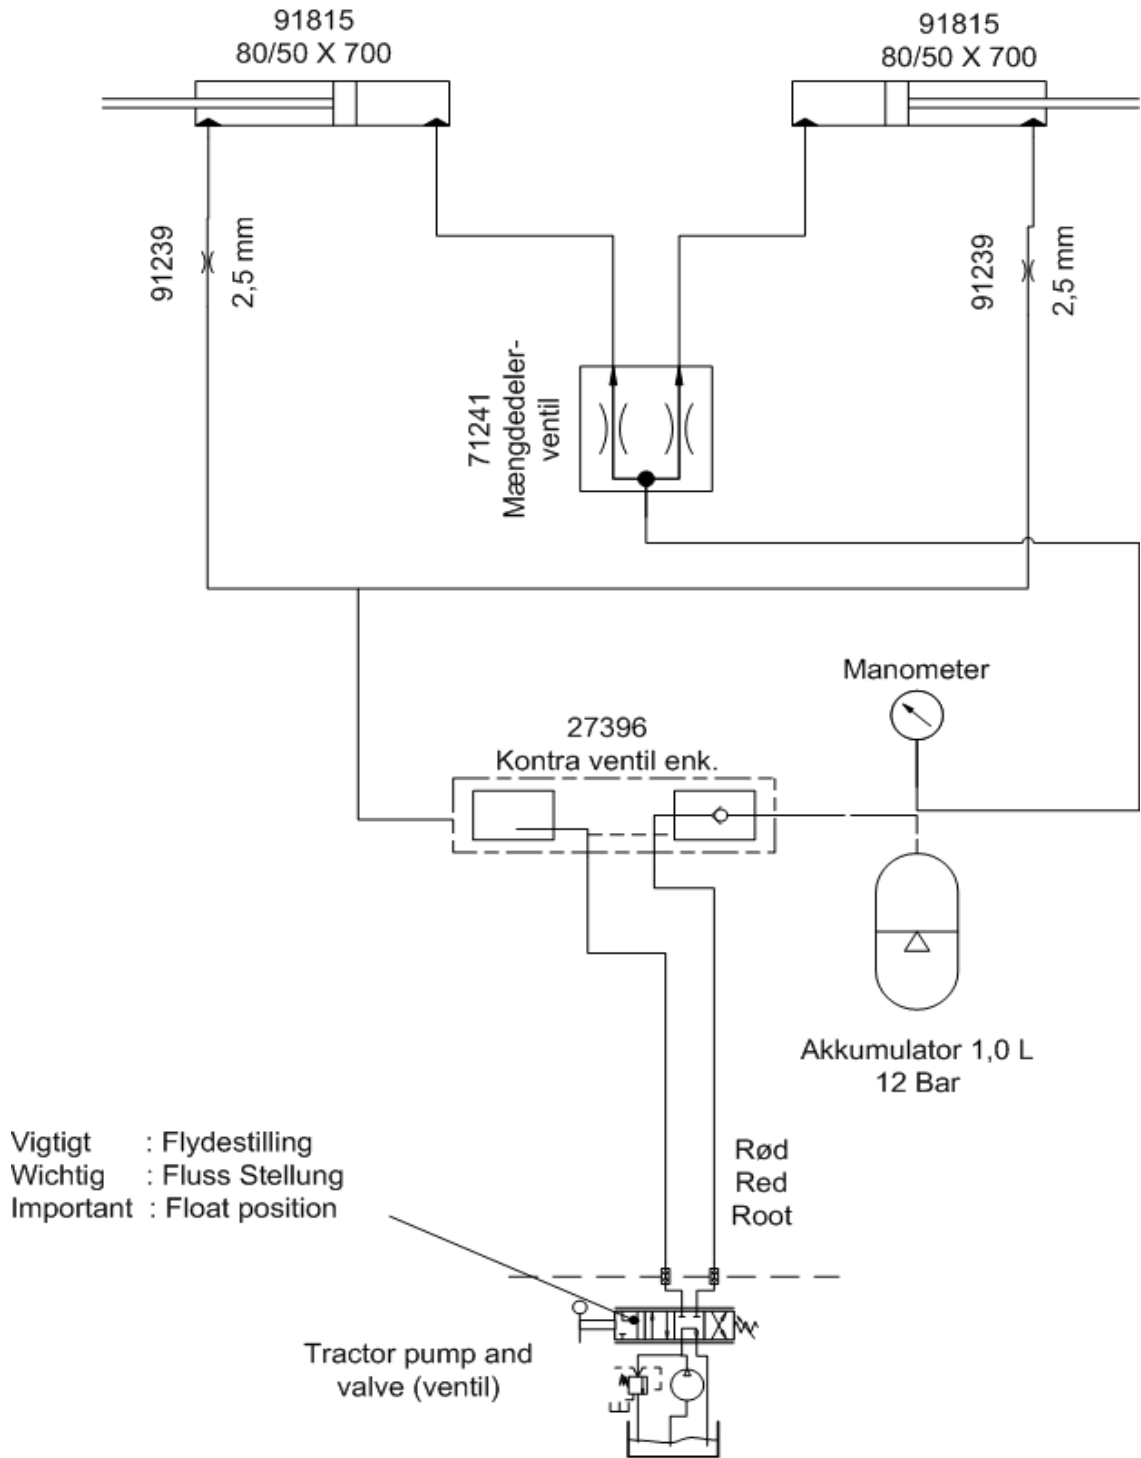 91815
80/50 X 700
91815
80/50 X 700
91239
2,5 mm
91239
2,5 mm
71241
Mængdedeler-
ventil
Manometer
27396
Kontra ventil enk.
Akkumulator 1,0 L
12 Bar
Vigtigt : Flydestilling
Wichtig : Fluss Stellung
Important : Float position
Rød
Red
Root
Tractor pump and
valve (ventil)